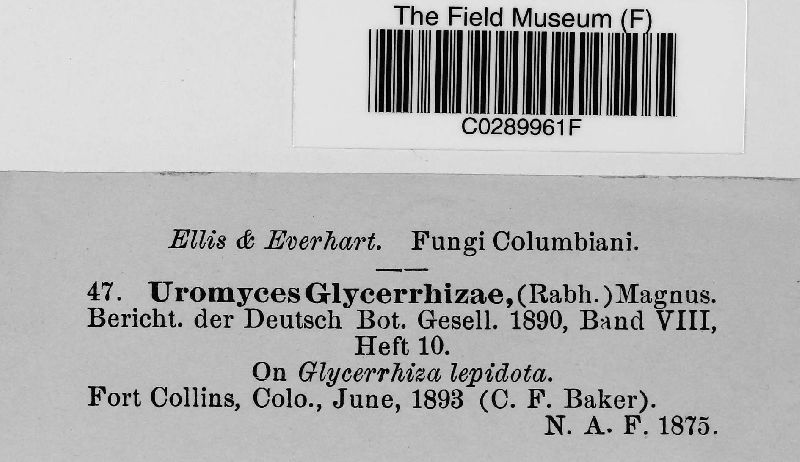 The Field Museum (F)
C0289961F
Ellis & Everhart. Fungi Columbiani.
47. Uromyces Glycerrhizae, (Rabh.) Magnus.
Bericht. der Deutsch Bot. Gesell. 1890, Band VIII,
Heft 10.
On Glycerrhiza lepidota.
Fort Collins, Colo., June, 1893 (C. F. Baker).
N. A. F. 1875.